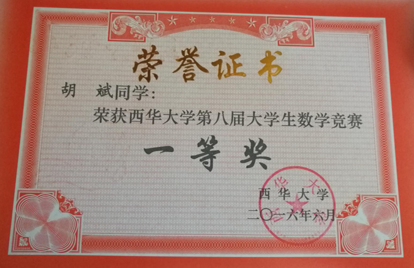 荣誉证书
胡 斌同学:
荣获西华大学第八届大学生数学竞赛
一等奖
西华大学
二〇一六年六月